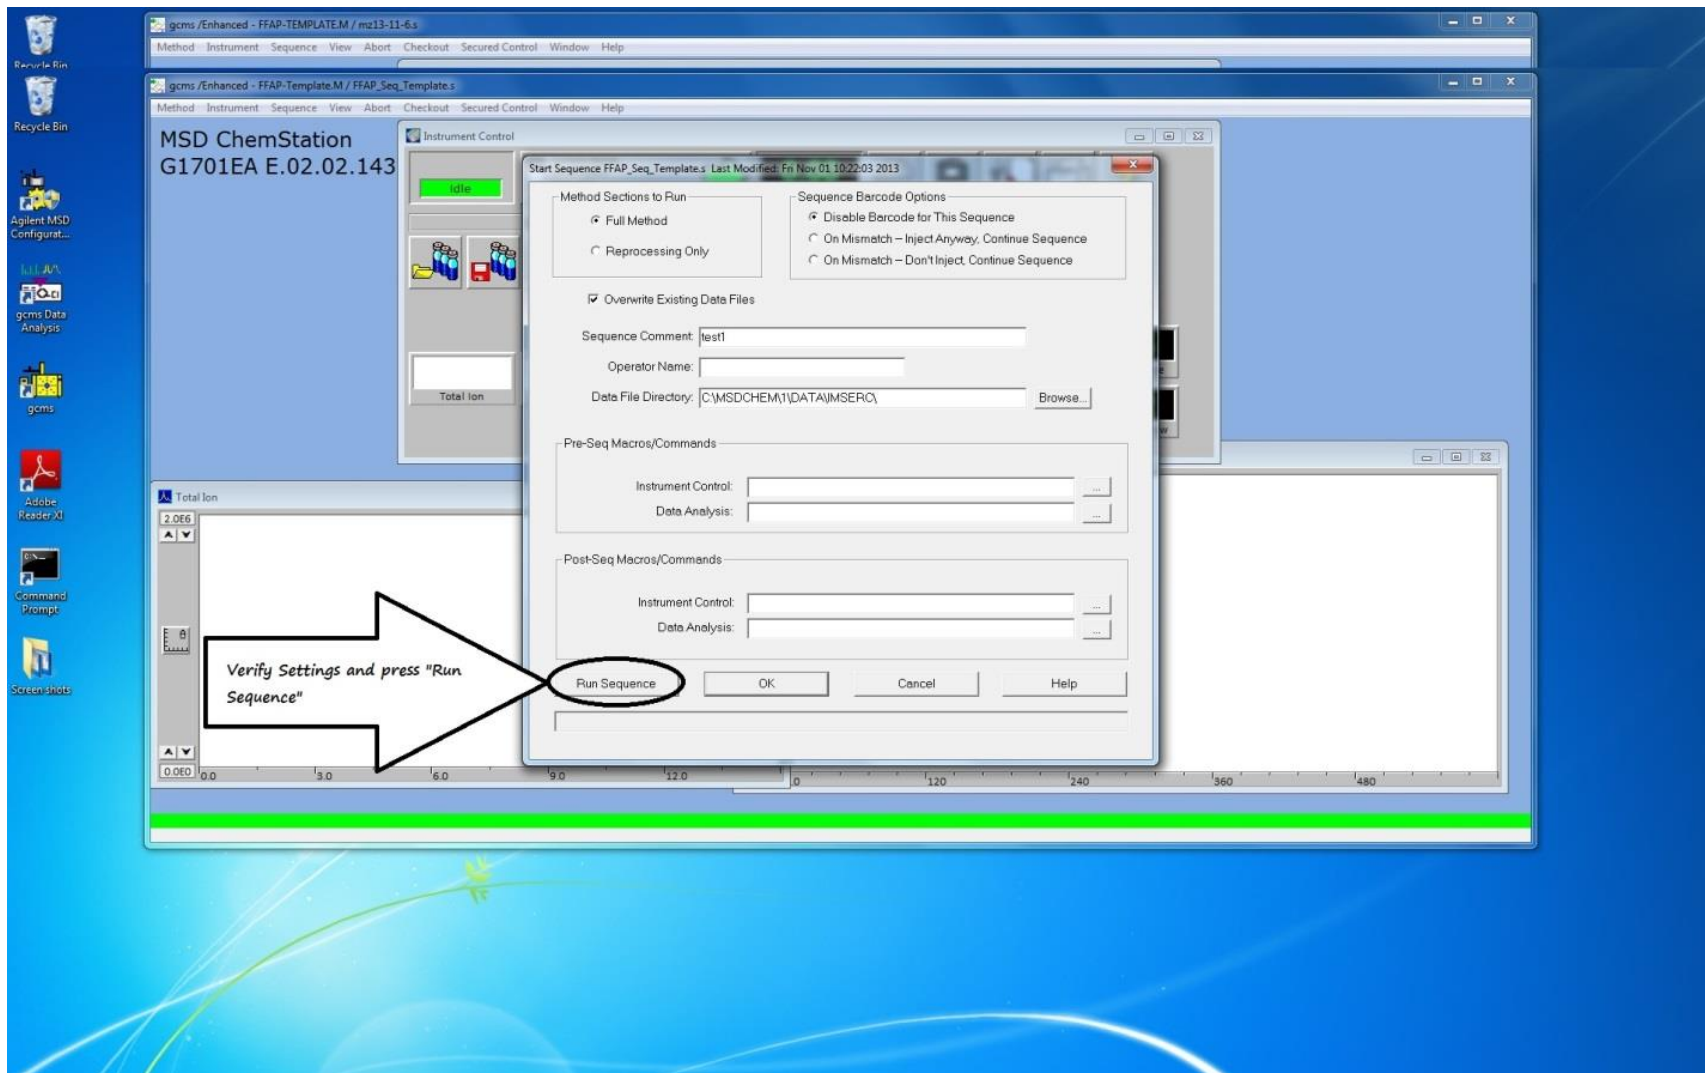 gcms /Enhanced - FFAP-TEMPLATE.M / mz13-11-6.s
Method Instrument Sequence View Abort Checkout Secured Control Window Help
Recycle Bin
gcms /Enhanced - FFAP-Template.M / FFAP_Seq_Template.s
Method Instrument Sequence View Abort Checkout Secured Control Window Help
Recycle Bin
Agilent MSD
Configurat...
gcms Data
Analysis
gcms
Adobe
Reader XI
C:\_
Command
Prompt
Screen shots
MSD ChemStation
G1701EA E.02.02.143
Instrument Control
Idle
Total Ion
Start Sequence FFAP_Seq_Template.s Last Modified: Fri Nov 01 10:22:03 2013
Method Sections to Run
Full Method
Reprocessing Only
Sequence Barcode Options
Disable Barcode for This Sequence
On Mismatch – Inject Anyway, Continue Sequence
On Mismatch – Don't Inject, Continue Sequence
Overwrite Existing Data Files
Sequence Comment: test1
Operator Name:
Data File Directory: C:\MSDCHEM\1\DATA\IMSERC\ Browse...
Pre-Seq Macros/Commands
Instrument Control: ...
Data Analysis: ...
Post-Seq Macros/Commands
Instrument Control: ...
Data Analysis: ...
Run Sequence OK Cancel Help
Total Ion
2.0E6
0.0E0
0.0 3.0 6.0 9.0 12.0
0 120 240 360 480
Verify Settings and press "Run
Sequence"